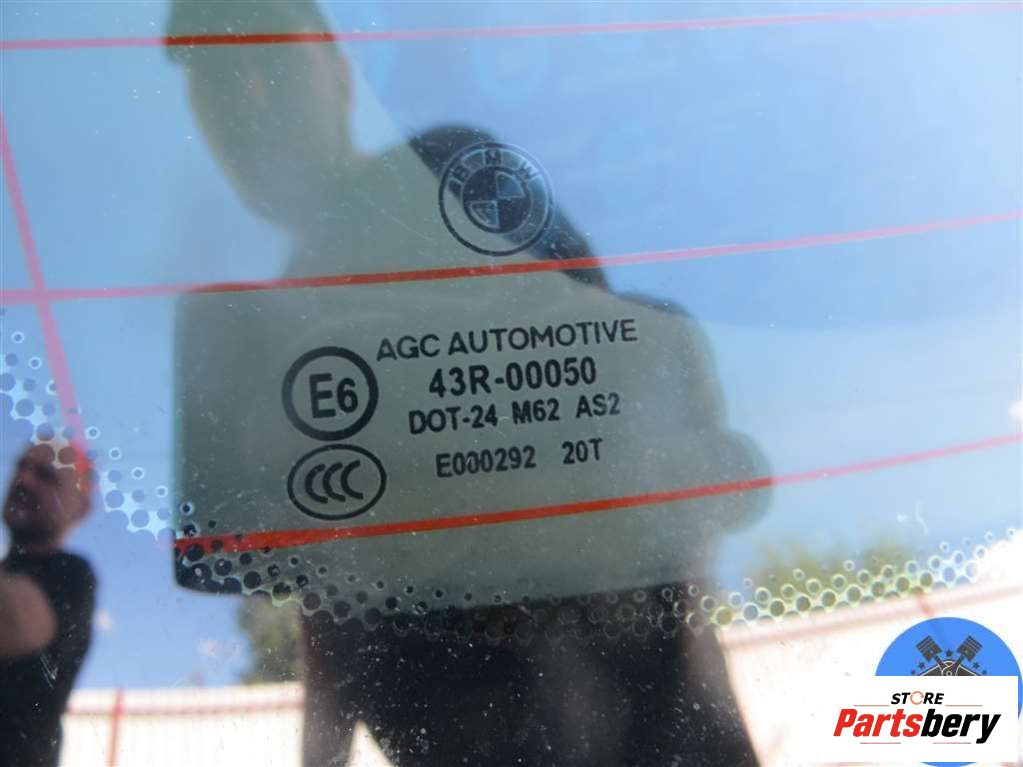 BMW
AGC AUTOMOTIVE
E6
43R-00050
DOT-24 M62 AS2
CCC
E000292 20T
STORE
Partsbery